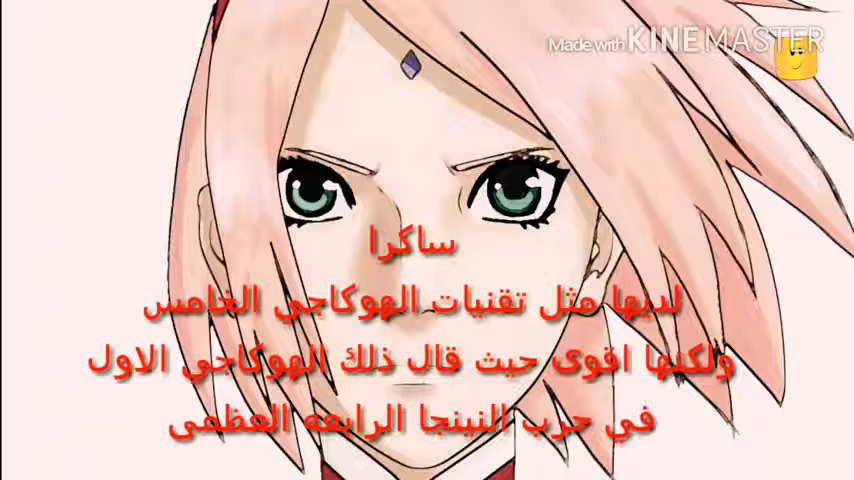 Made with KINEMASTER
ساكرا
لديها مثل تقنيات الهوكاجي الخامس
ولكنها اقوى حيث قال ذلك الهوكاجي الاول
في حرب النينجا الرابعه العظمى